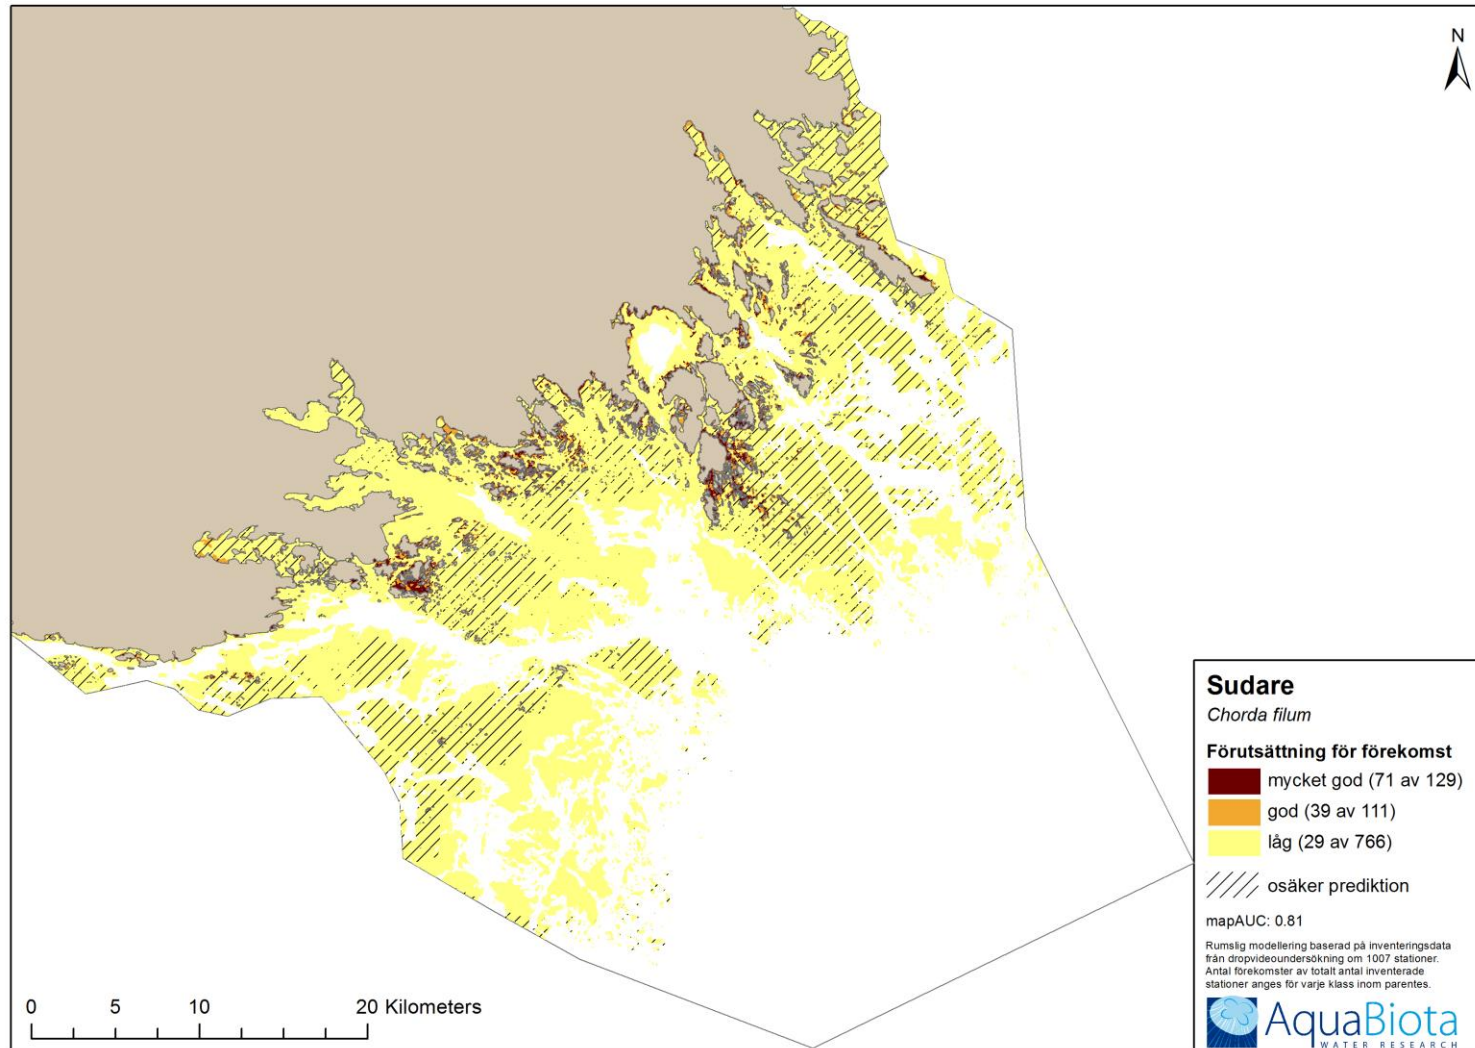 N
Sudare
Chorda filum
Förutsättning för förekomst
mycket god (71 av 129)
god (39 av 111)
låg (29 av 766)
osäker prediktion
mapAUC: 0.81
Rumslig modellering baserad på inventeringsdata
från dropvideoundersökning om 1007 stationer.
Antal förekomster av totalt antal inventerade
stationer anges för varje klass inom parentes.
AquaBiota
WATER RESEARCH
0 5 10 20 Kilometers